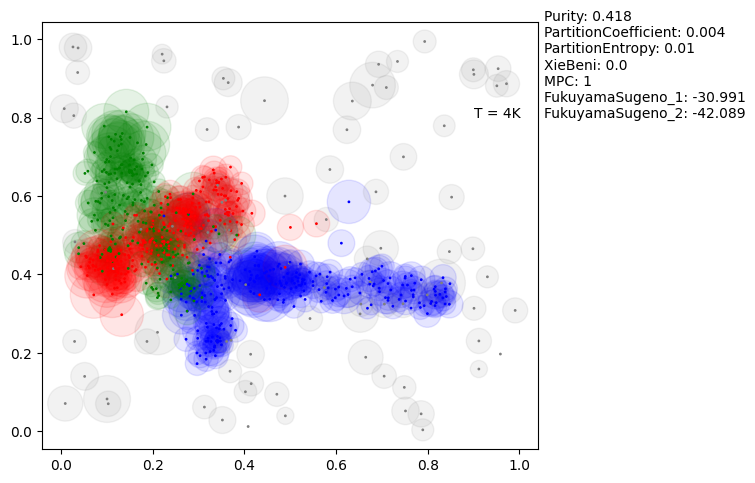 Purity: 0.418
PartitionCoefficient: 0.004
PartitionEntropy: 0.01
XieBeni: 0.0
MPC: 1
FukuyamaSugeno_1: -30.991
FukuyamaSugeno_2: -42.089
T = 4K
1.0
0.8
0.6
0.4
0.2
0.0
0.0 0.2 0.4 0.6 0.8 1.0